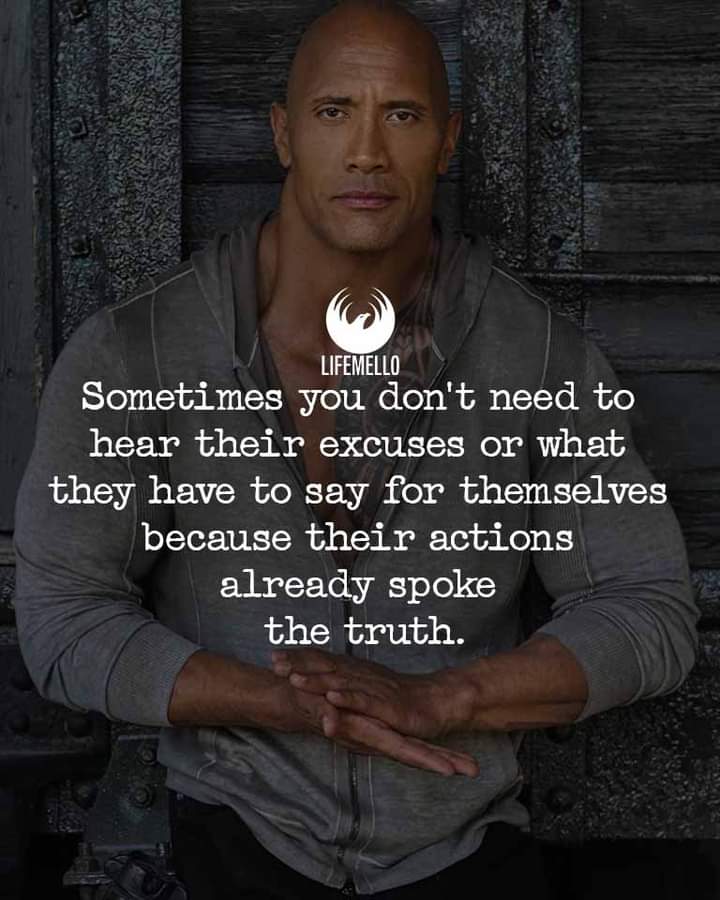 LIFEMELLO
Sometimes you don't need to
hear their excuses or what
they have to say for themselves
because their actions
already spoke
the truth.